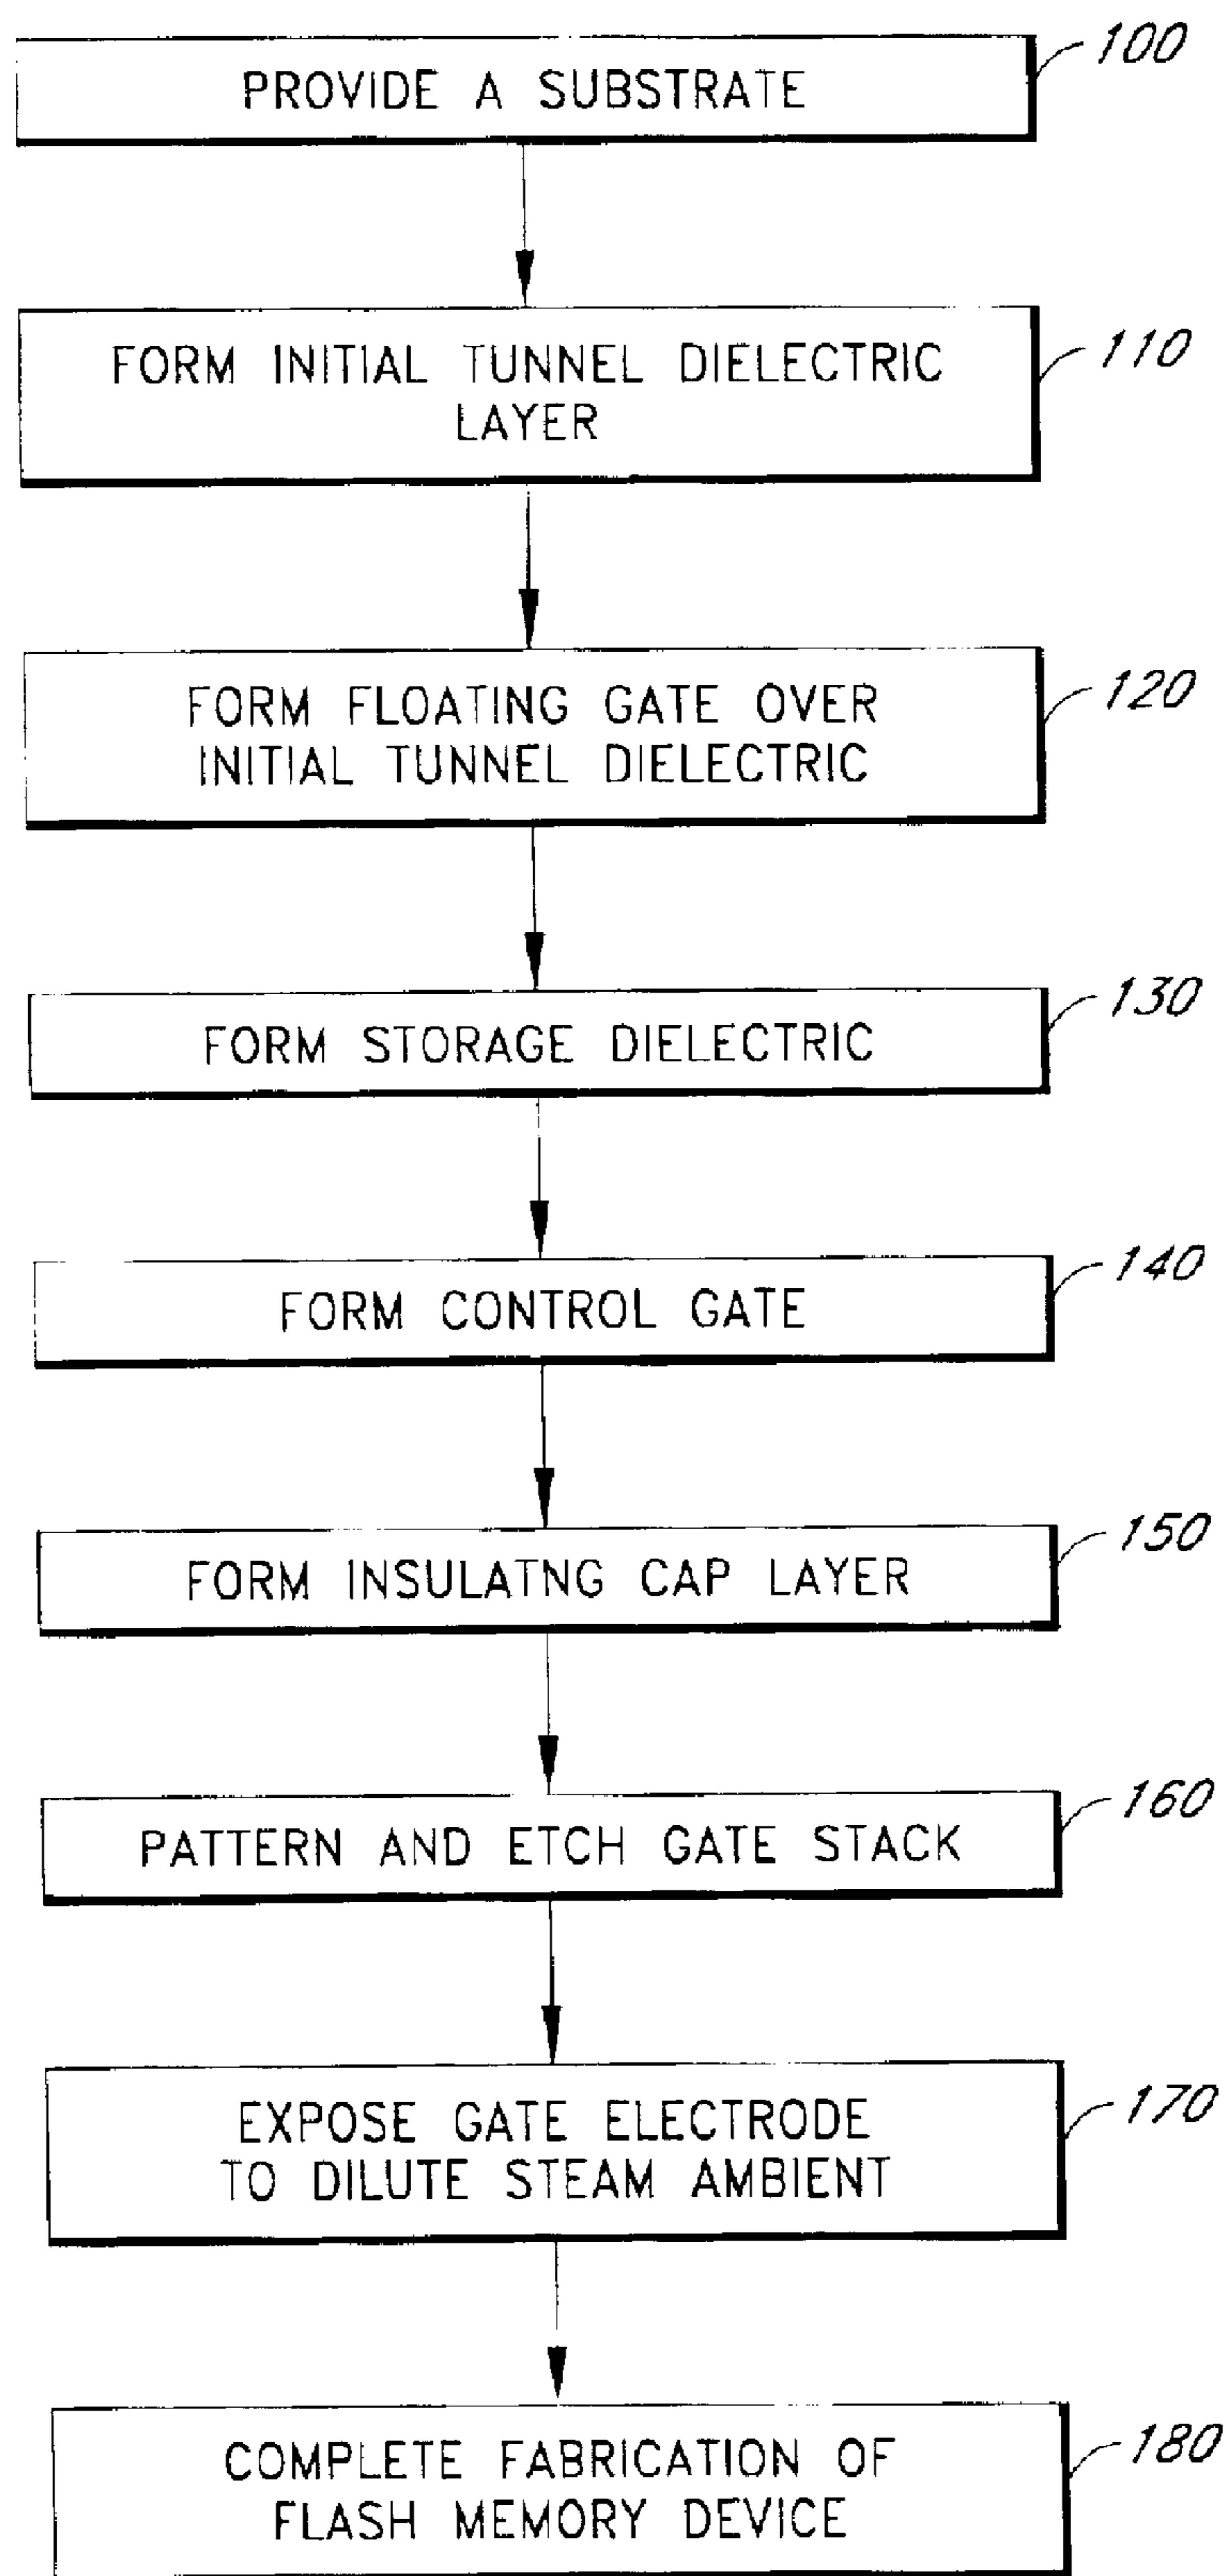 PROVIDE A SUBSTRATE
100
FORM INITIAL TUNNEL DIELECTRIC
LAYER
110
FORM FLOATING GATE OVER
INITIAL TUNNEL DIELECTRIC
120
FORM STORAGE DIELECTRIC
130
FORM CONTROL GATE
140
FORM INSULATNG CAP LAYER
150
PATTERN AND ETCH GATE STACK
160
EXPOSE GATE ELECTRODE
TO DILUTE STEAM AMBIENT
170
COMPLETE FABRICATION OF
FLASH MEMORY DEVICE
180